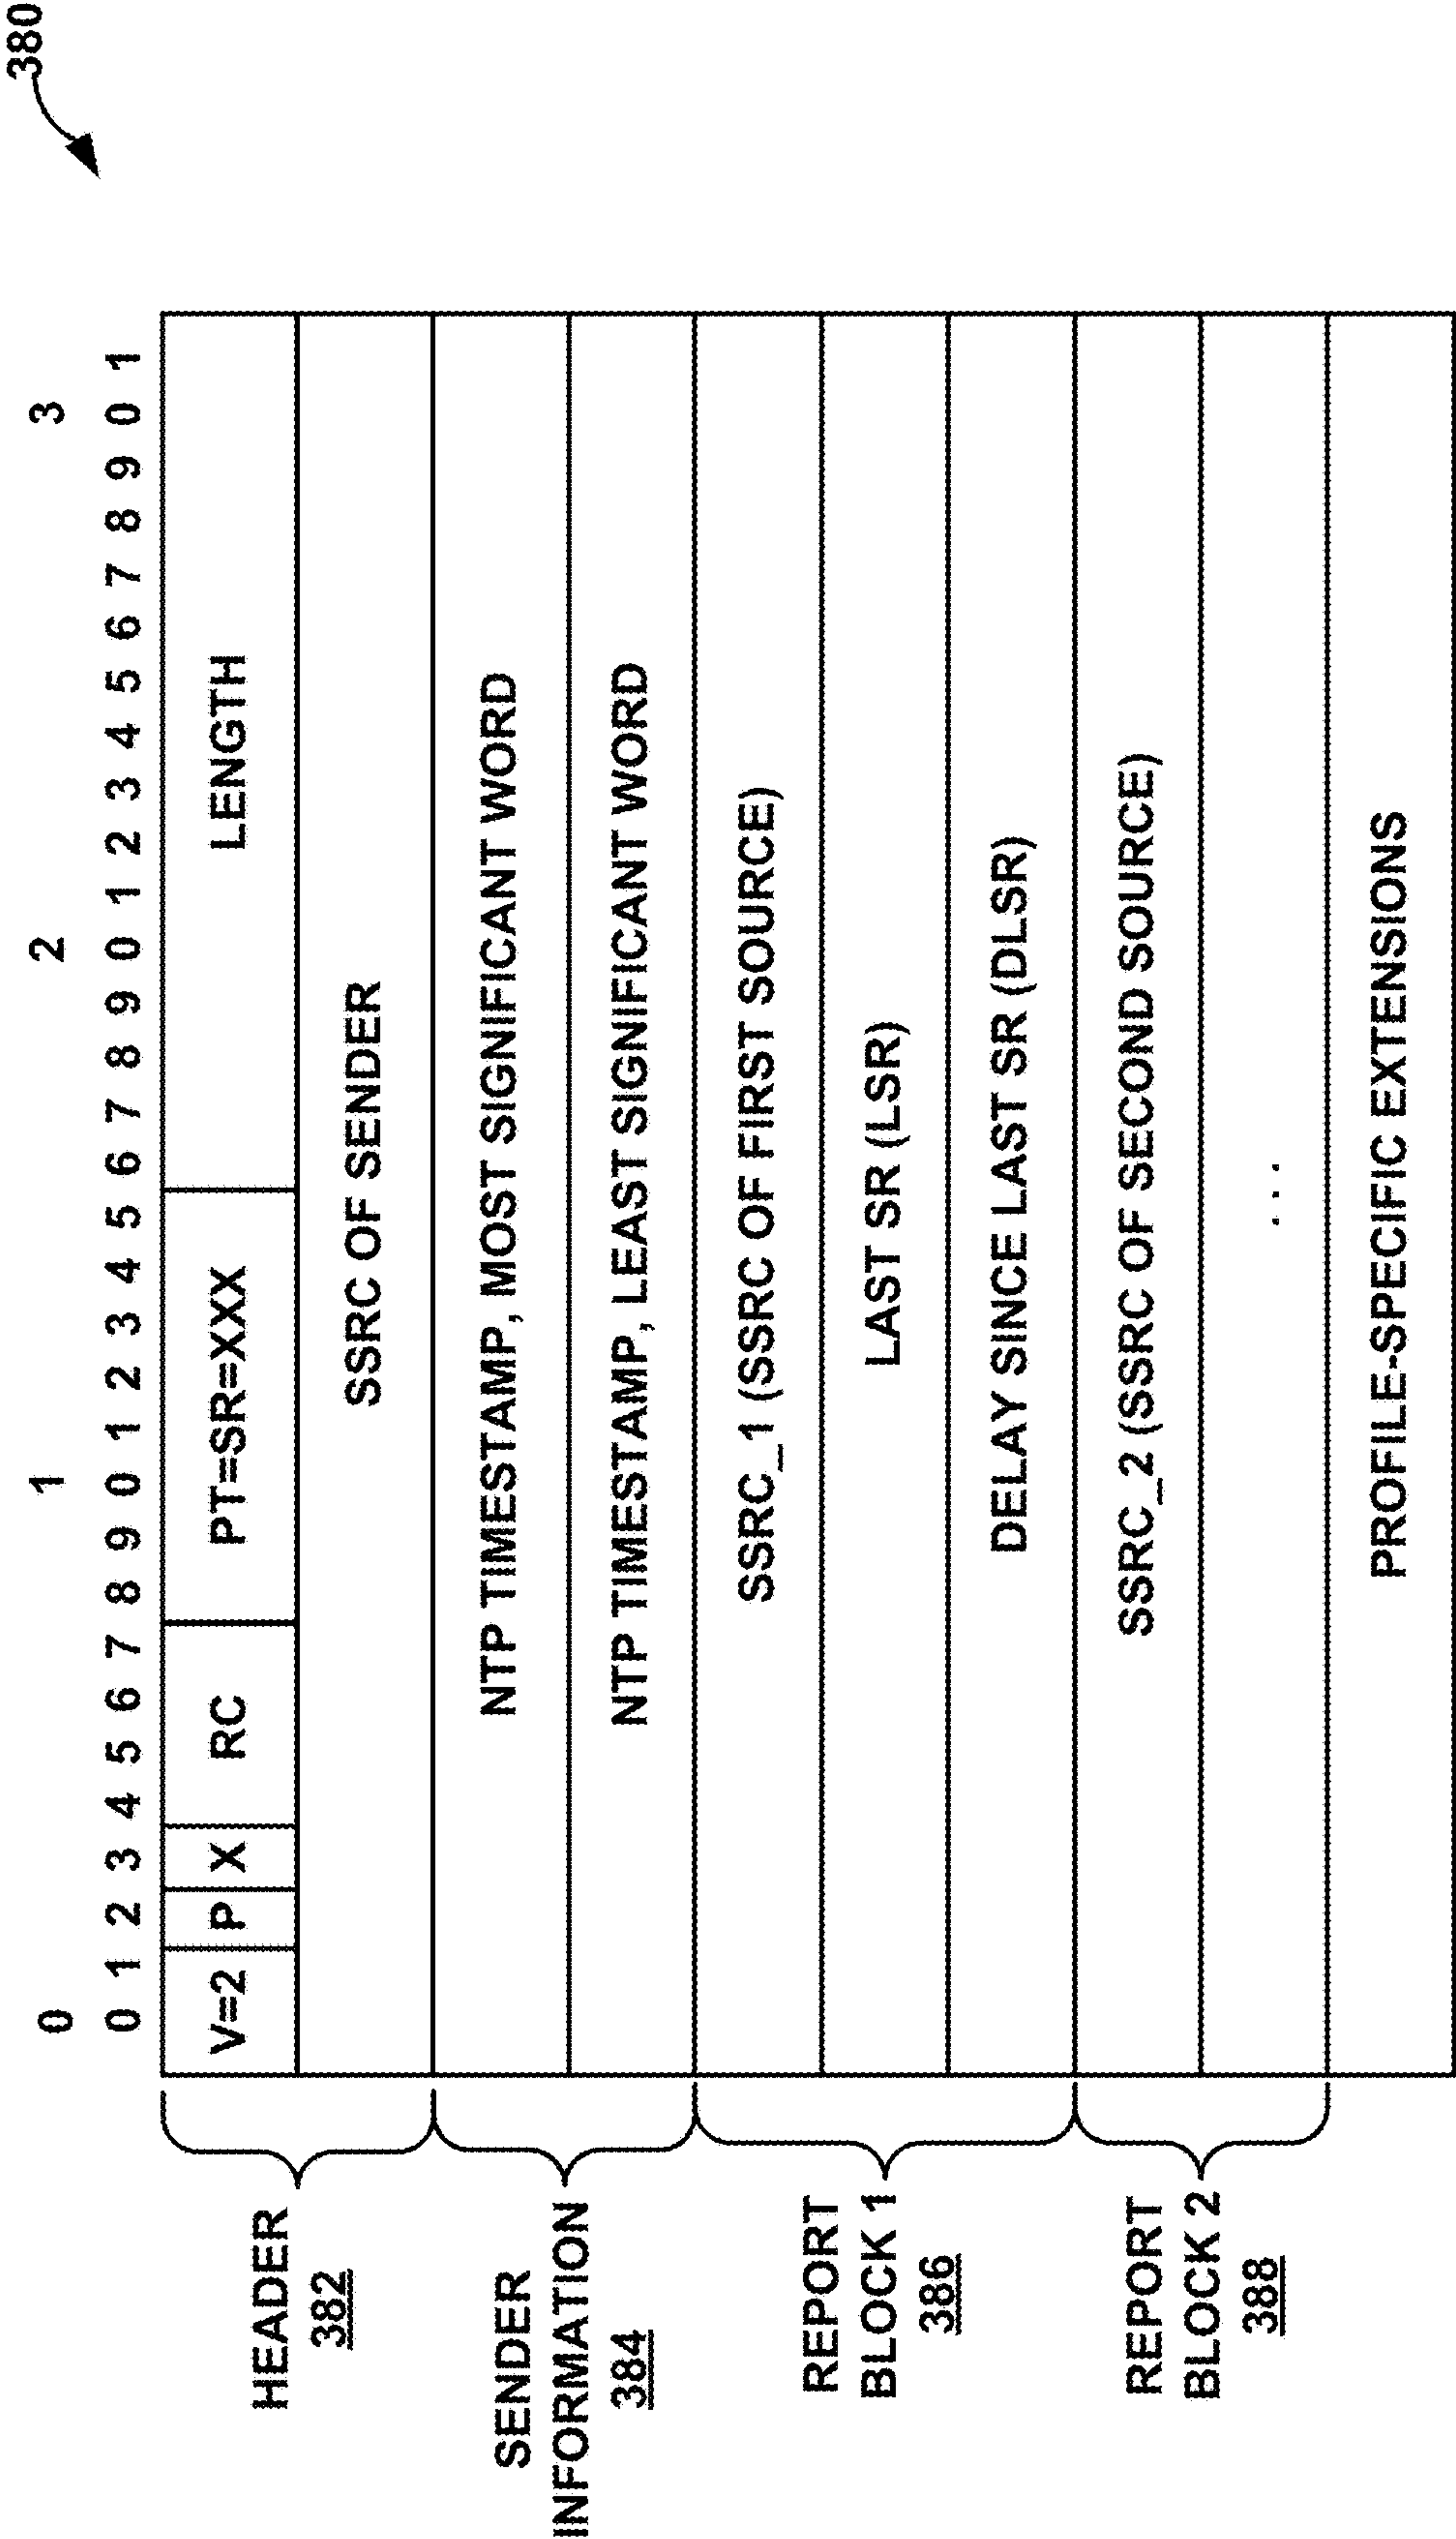 380
0 1 2 3
0 1 2 3 4 5 6 7 8 9 0 1 2 3 4 5 6 7 8 9 0 1 2 3 4 5 6 7 8 9 0 1
V=2 P X RC PT=SR=XXX LENGTH
SSRC OF SENDER
HEADER
382
NTP TIMESTAMP, MOST SIGNIFICANT WORD
NTP TIMESTAMP, LEAST SIGNIFICANT WORD
SENDER
INFORMATION
384
SSRC_1 (SSRC OF FIRST SOURCE)
LAST SR (LSR)
DELAY SINCE LAST SR (DLSR)
REPORT
BLOCK 1
386
SSRC_2 (SSRC OF SECOND SOURCE)
. . .
REPORT
BLOCK 2
388
PROFILE-SPECIFIC EXTENSIONS